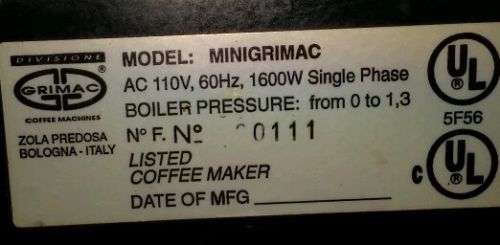 DIVISIONE
GRIMAC
COFFEE MACHINES
ZOLA PREDOSA
BOLOGNA - ITALY
MODEL: MINIGRIMAC
AC 110V, 60Hz, 1600W Single Phase
BOILER PRESSURE: from 0 to 1,3
Nº F. Nº 0111
LISTED
COFFEE MAKER
DATE OF MFG
UL ®
5F56
C UL ®